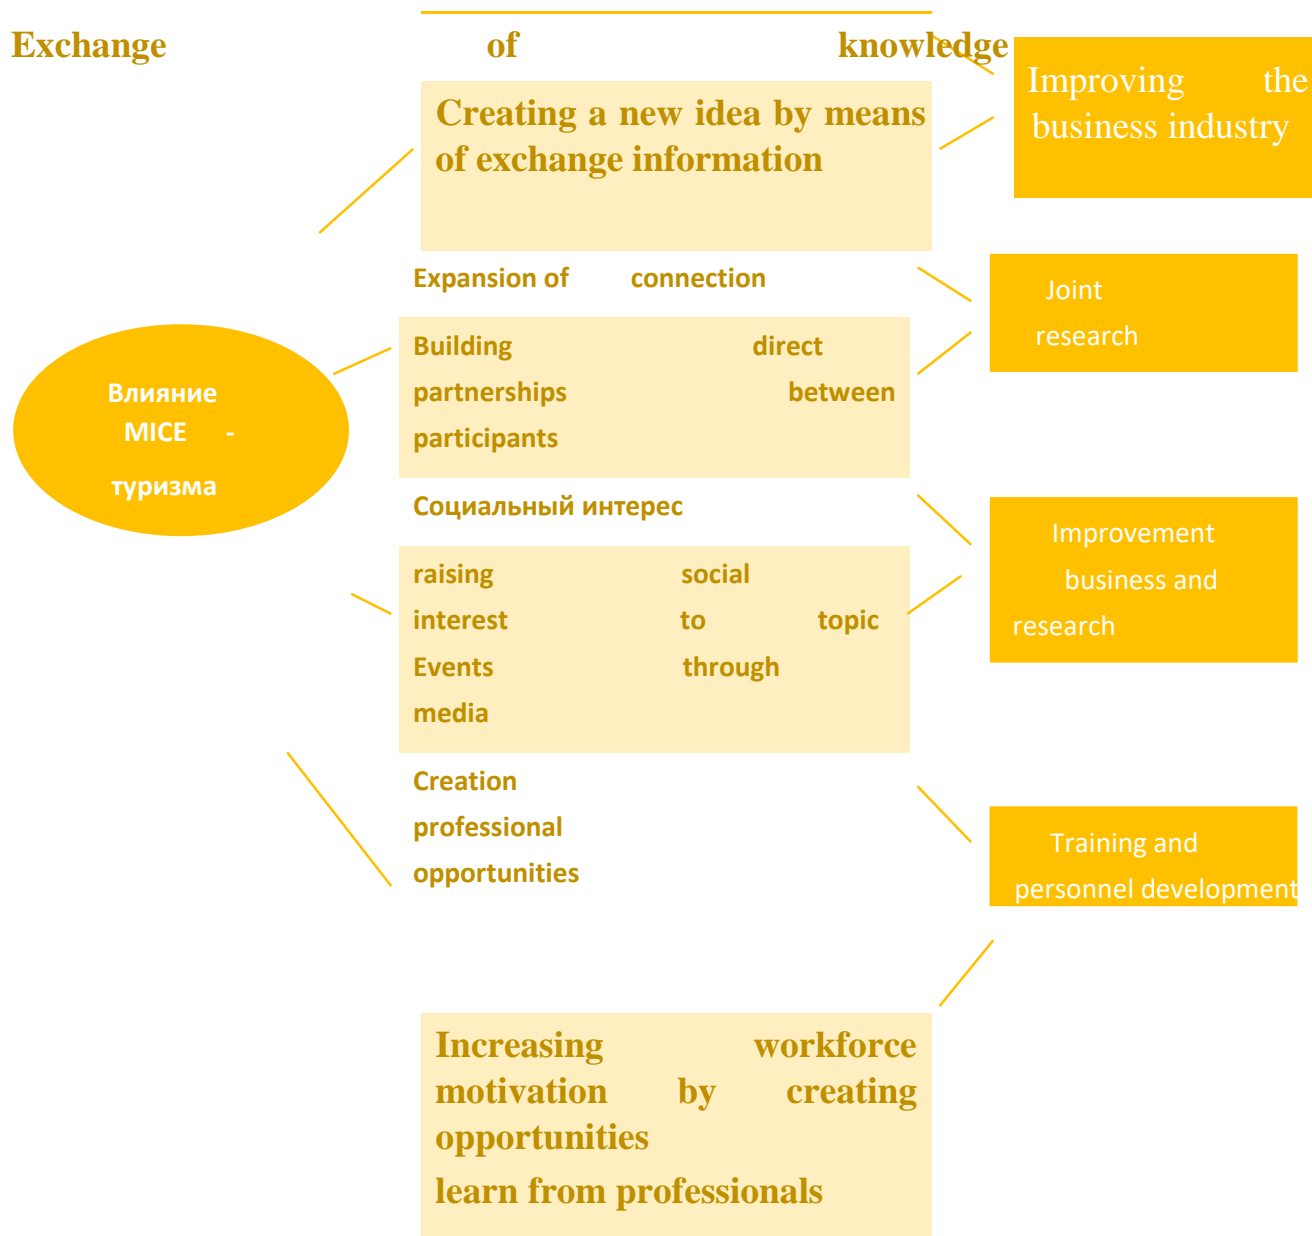 Exchange of knowledge
Creating a new idea by means
of exchange information
Improving the
business industry
Expansion of connection
Building direct
partnerships between
participants
Joint
research
Влияние
MICE -
туризма
Социальный интерес
raising social
interest to topic
Events through
media
Improvement
business and
research
Creation
professional
opportunities
Training and
personnel development
Increasing workforce
motivation by creating
opportunities
learn from professionals